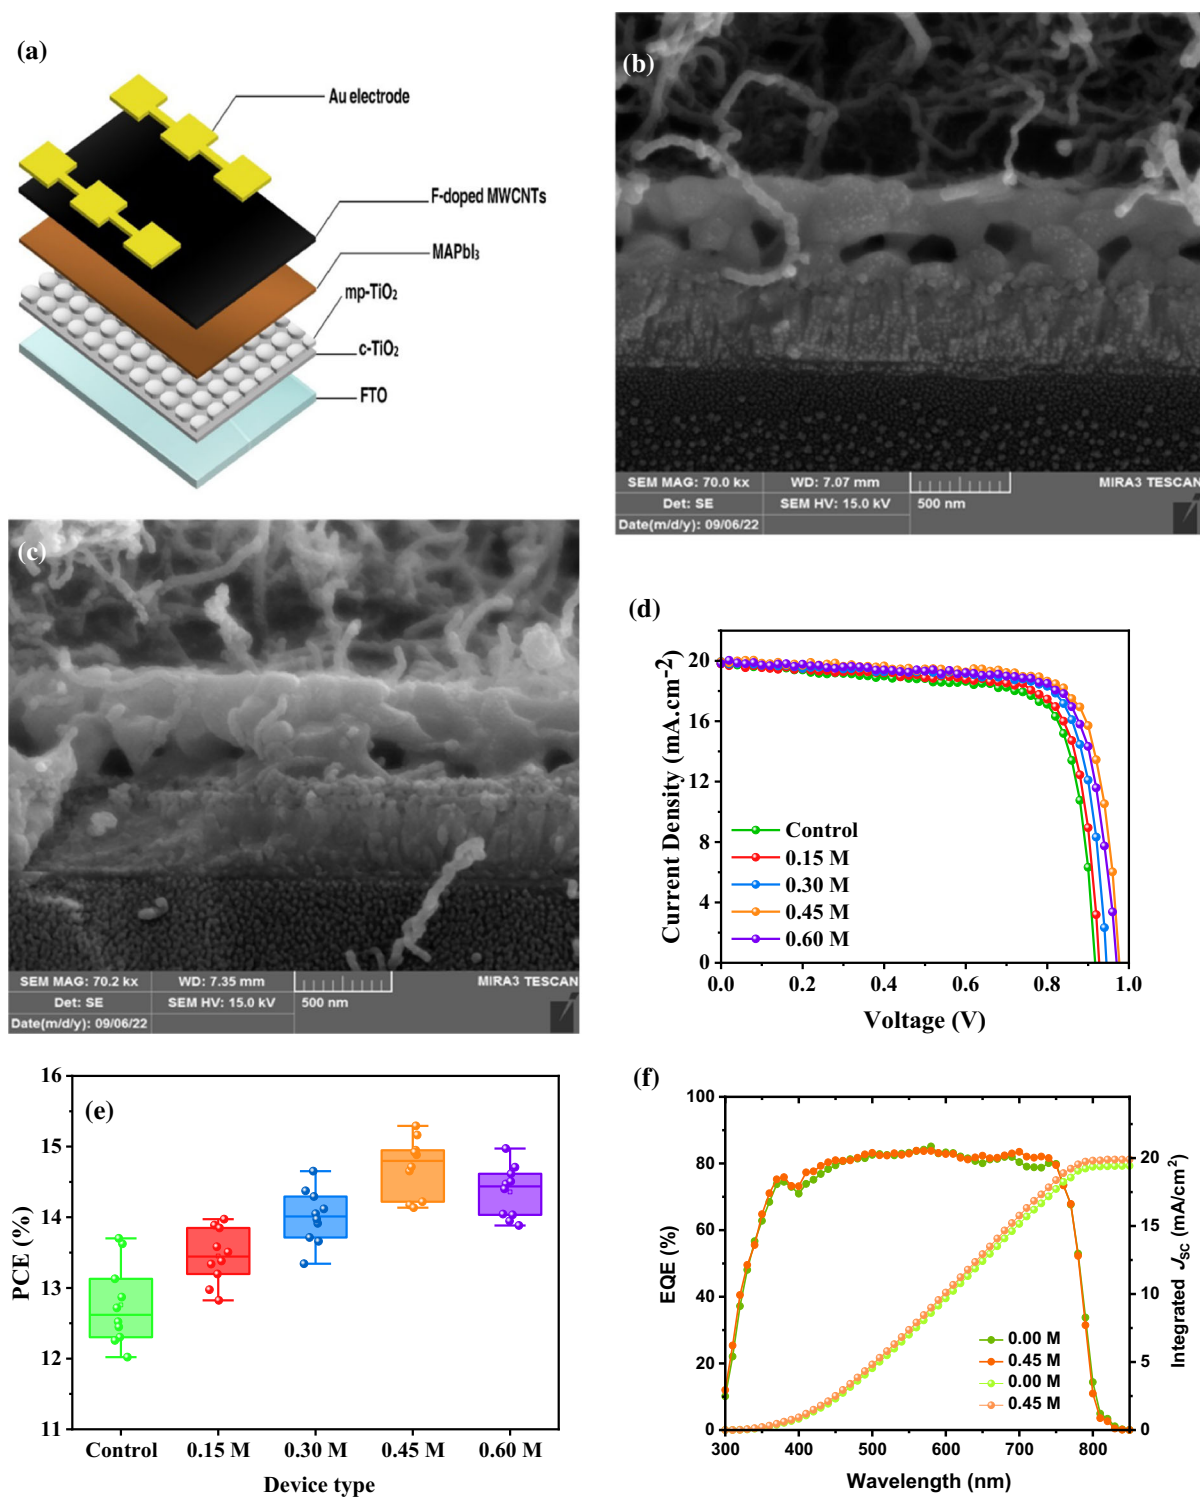 (a)
Au electrode
F-doped MWCNTs
MAPbI₃
mp-TiO₂
c-TiO₂
FTO
(b)
SEM MAG: 70.0 kx
WD: 7.07 mm
MIRA3 TESCAN
Det: SE
SEM HV: 15.0 kV
500 nm
Date(m/d/y): 09/06/22
(c)
SEM MAG: 70.2 kx
WD: 7.35 mm
MIRA3 TESCAN
Det: SE
SEM HV: 15.0 kV
500 nm
Date(m/d/y): 09/06/22
(d)
Current Density (mA.cm⁻²)
20
16
12
8
4
0
Control
0.15 M
0.30 M
0.45 M
0.60 M
0.0 0.2 0.4 0.6 0.8 1.0
Voltage (V)
(e)
PCE (%)
16
15
14
13
12
11
Control 0.15 M 0.30 M 0.45 M 0.60 M
Device type
(f)
EQE (%)
100
80
60
40
20
0
0.00 M
0.45 M
0.00 M
0.45 M
20
15
10
5
0
Integrated J_SC (mA/cm²)
300 400 500 600 700 800
Wavelength (nm)